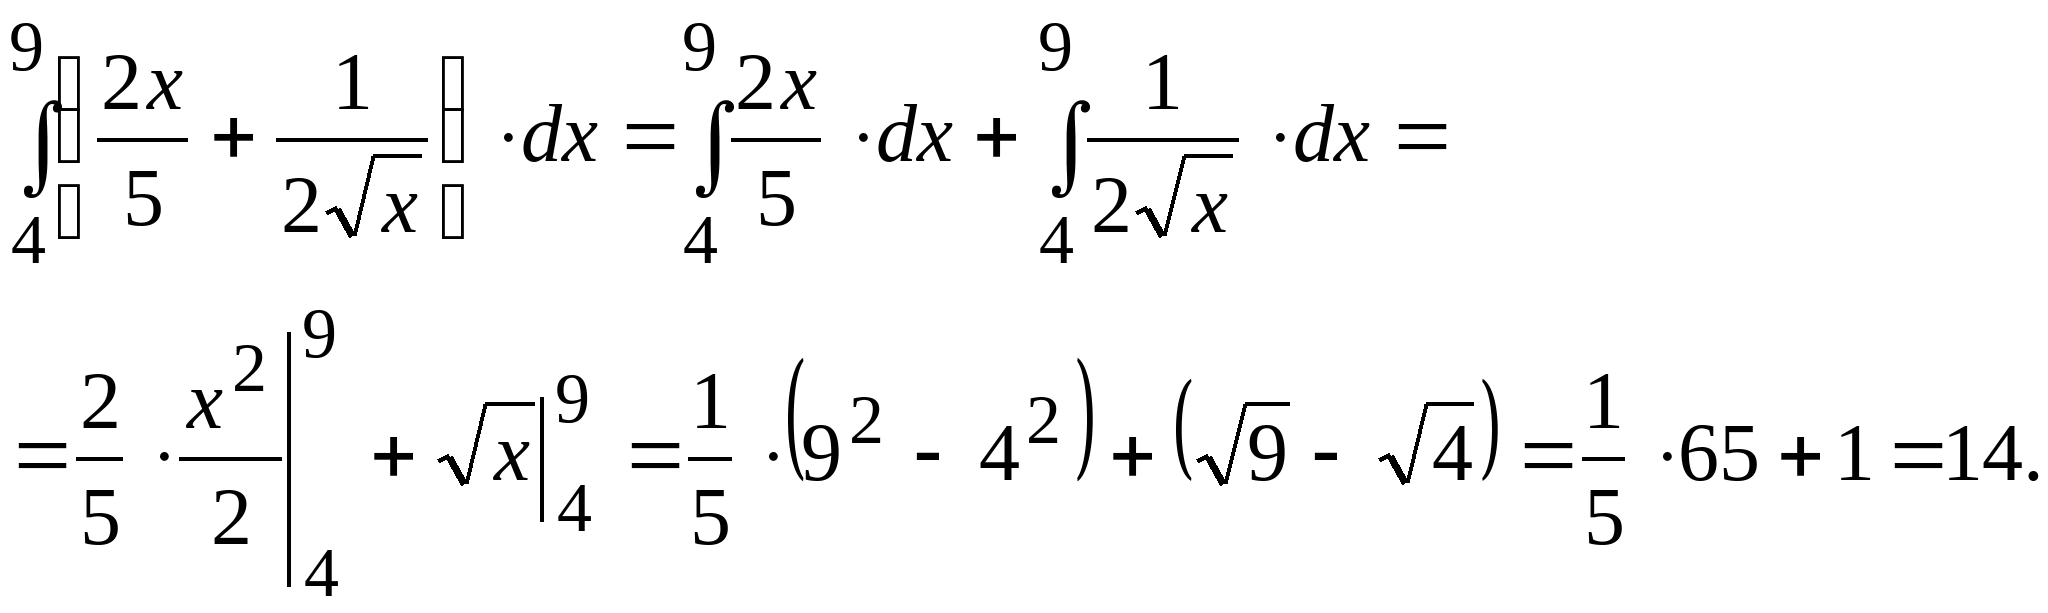 ∫₄⁹ (2x/5 + 1/(2√x)) · dx = ∫₄⁹ 2x/5 · dx + ∫₄⁹ 1/(2√x) · dx =
= 2/5 · x²/2 |₄⁹ + √x |₄⁹ = 1/5 · (9² - 4²) + (√9 - √4) = 1/5 · 65 + 1 = 14.